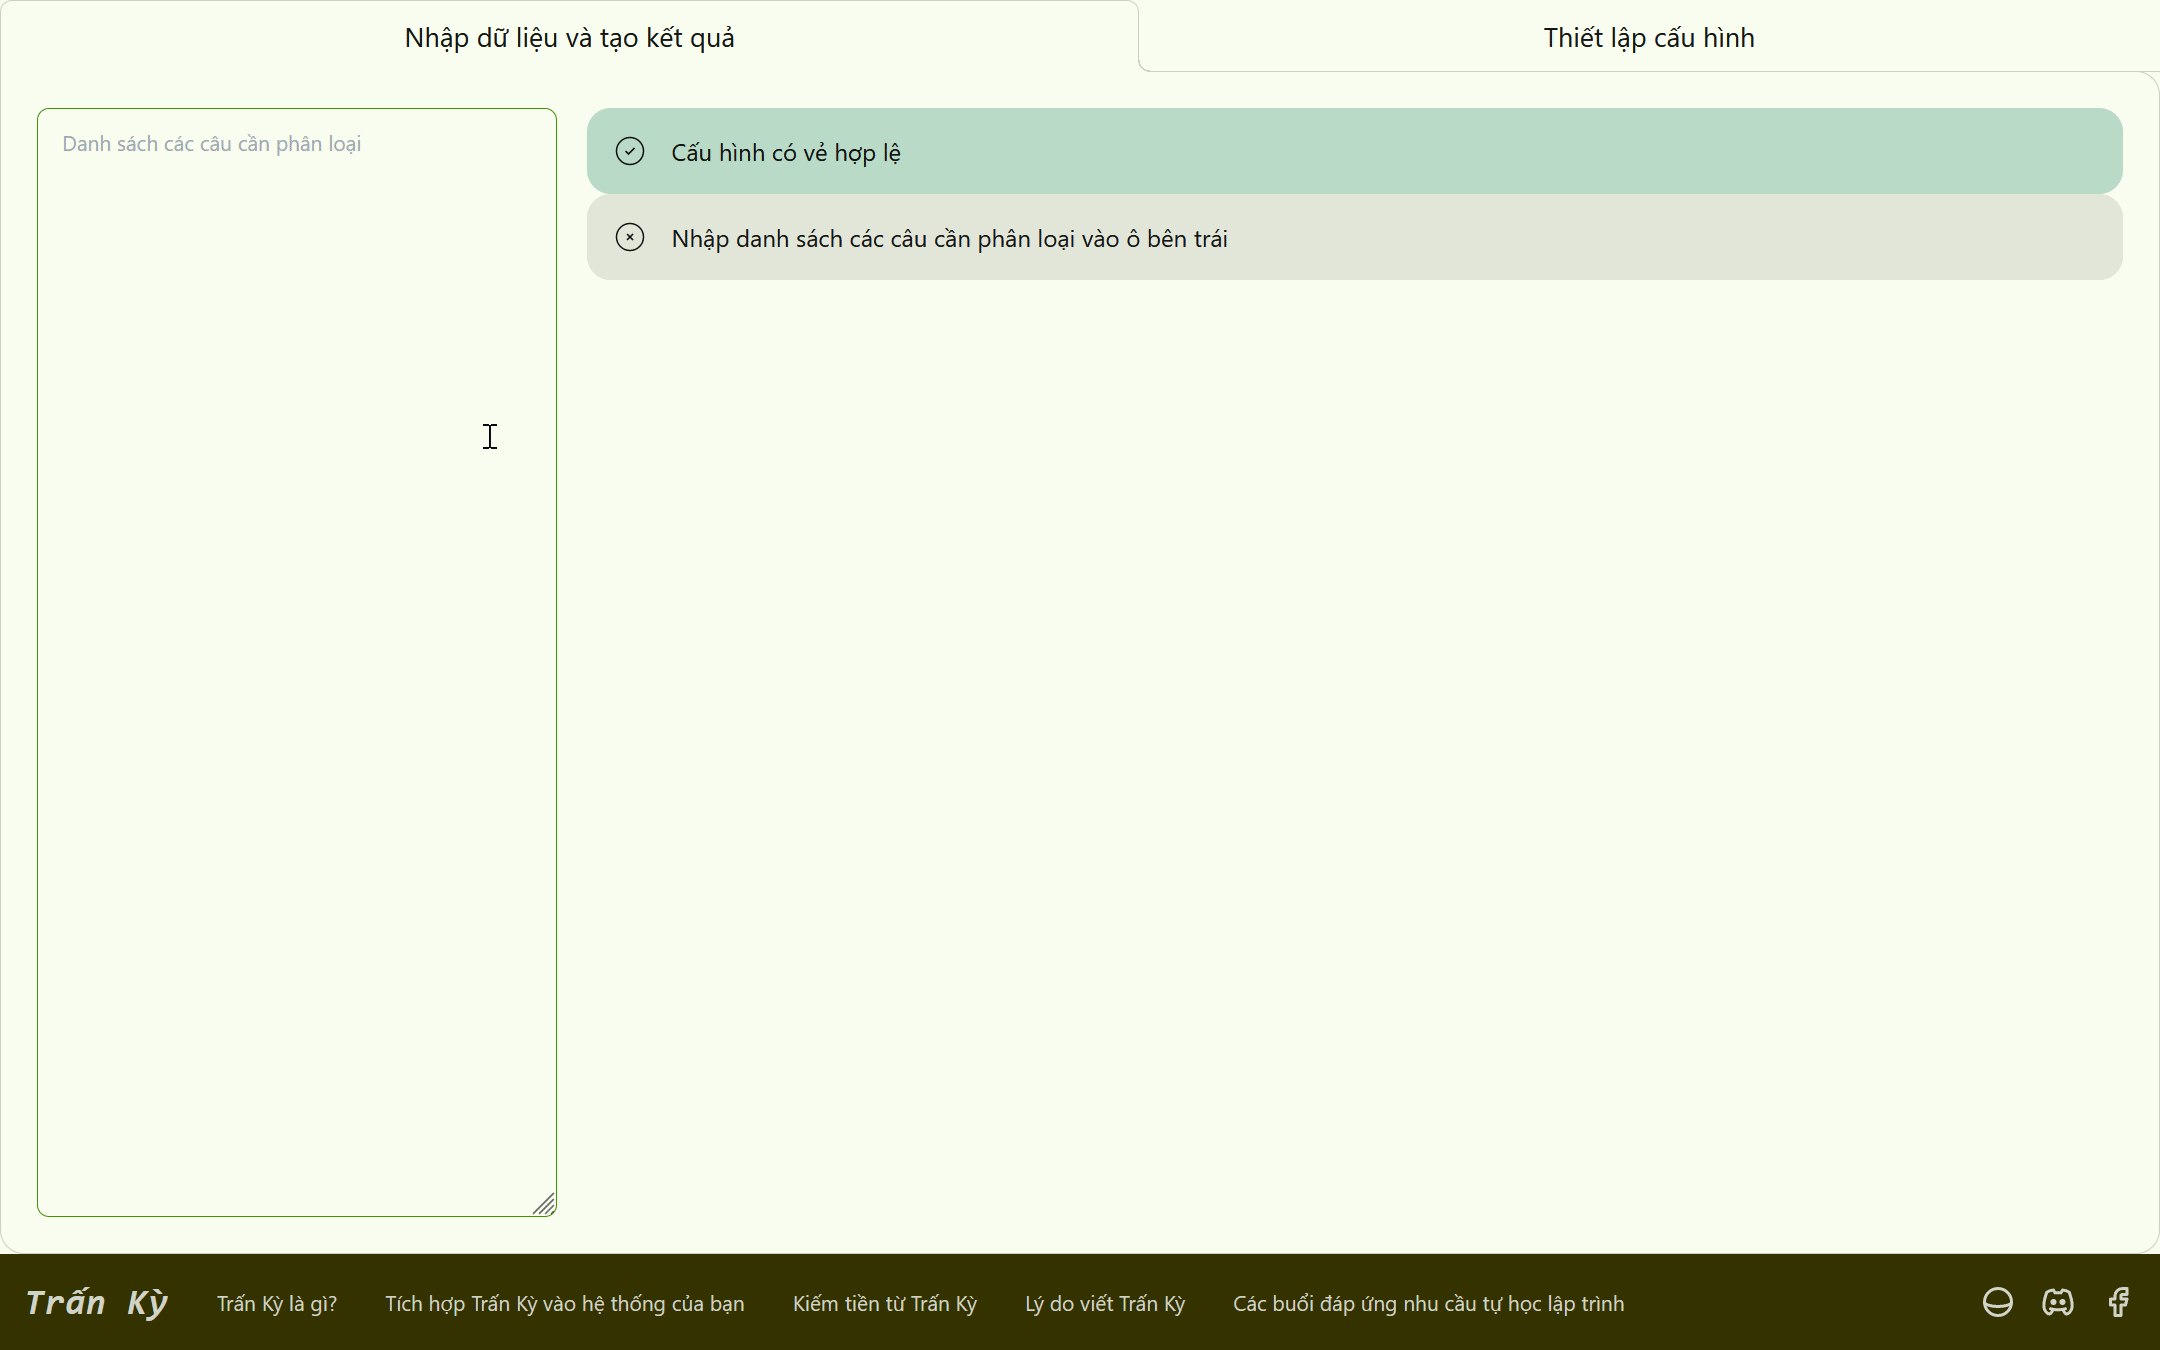 Nhập dữ liệu và tạo kết quả
Thiết lập cấu hình
Danh sách các câu cần phân loại
Cấu hình có vẻ hợp lệ
Nhập danh sách các câu cần phân loại vào ô bên trái
Trấn Kỳ
Trấn Kỳ là gì?
Tích hợp Trấn Kỳ vào hệ thống của bạn
Kiếm tiền từ Trấn Kỳ
Lý do viết Trấn Kỳ
Các buổi đáp ứng nhu cầu tự học lập trình